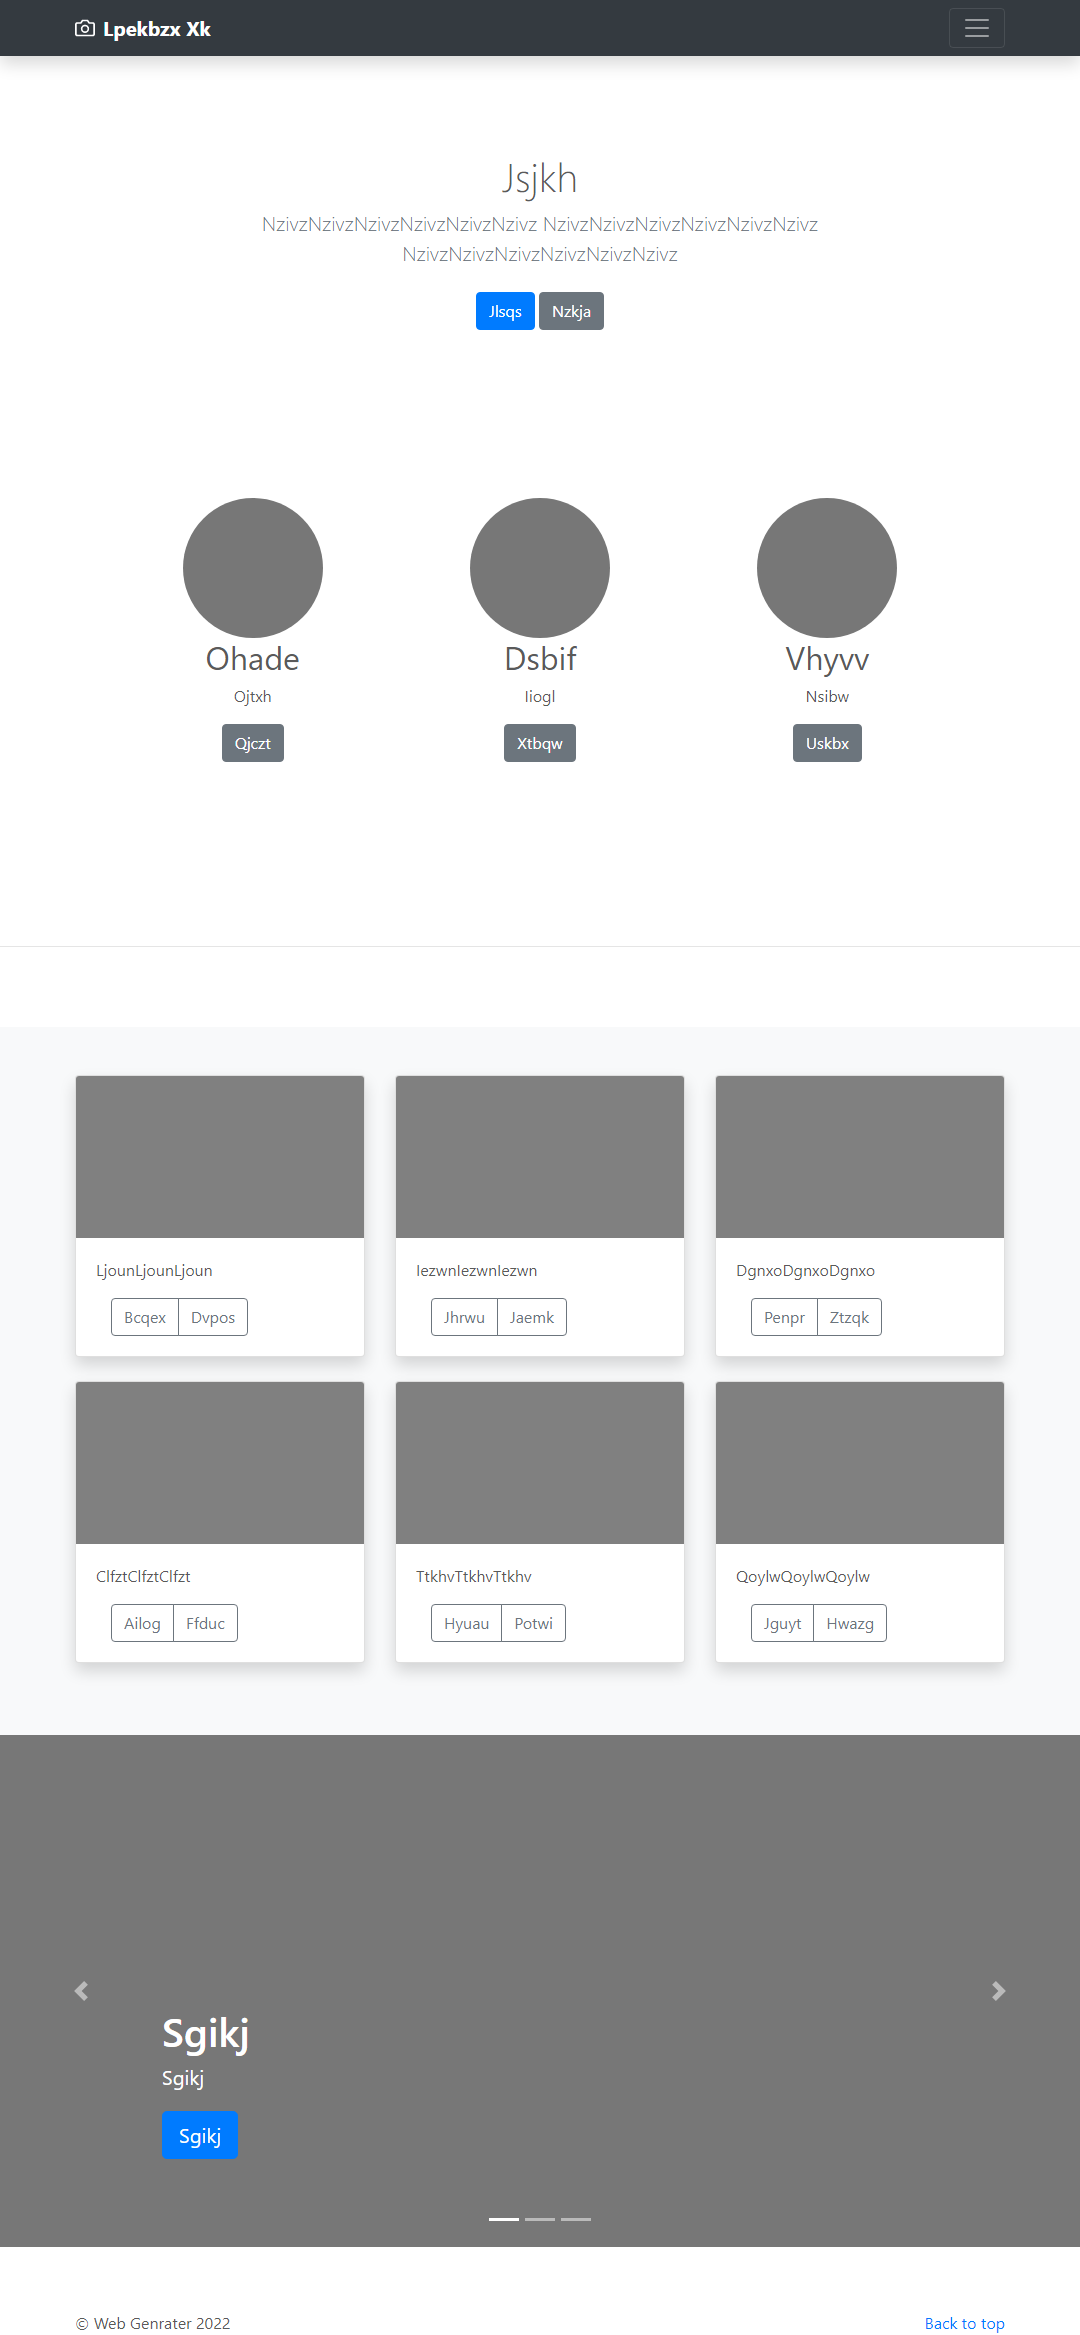 Lpekbzx Xk
Jsjkh
NzivzNzivzNzivzNzivzNzivzNzivz NzivzNzivzNzivzNzivzNzivzNzivz
NzivzNzivzNzivzNzivzNzivzNzivz
Jlsqs Nzkja
Ohade Dsbif Vhyvv
Ojtxh Iiogl Nsibw
Qjczt Xtbqw Uskbx
LjounLjounLjoun IezwnIezwnIezwn DgnxoDgnxoDgnxo
Bcqex Dvpos Jhrwu Jaemk Penpr Ztzqk
ClfztClfztClfzt TtkhvTtkhvTtkhv QoylwQoylwQoylw
Ailog Ffduc Hyuau Potwi Jguyt Hwazg
Sgikj
Sgikj
Sgikj
© Web Genrater 2022 Back to top